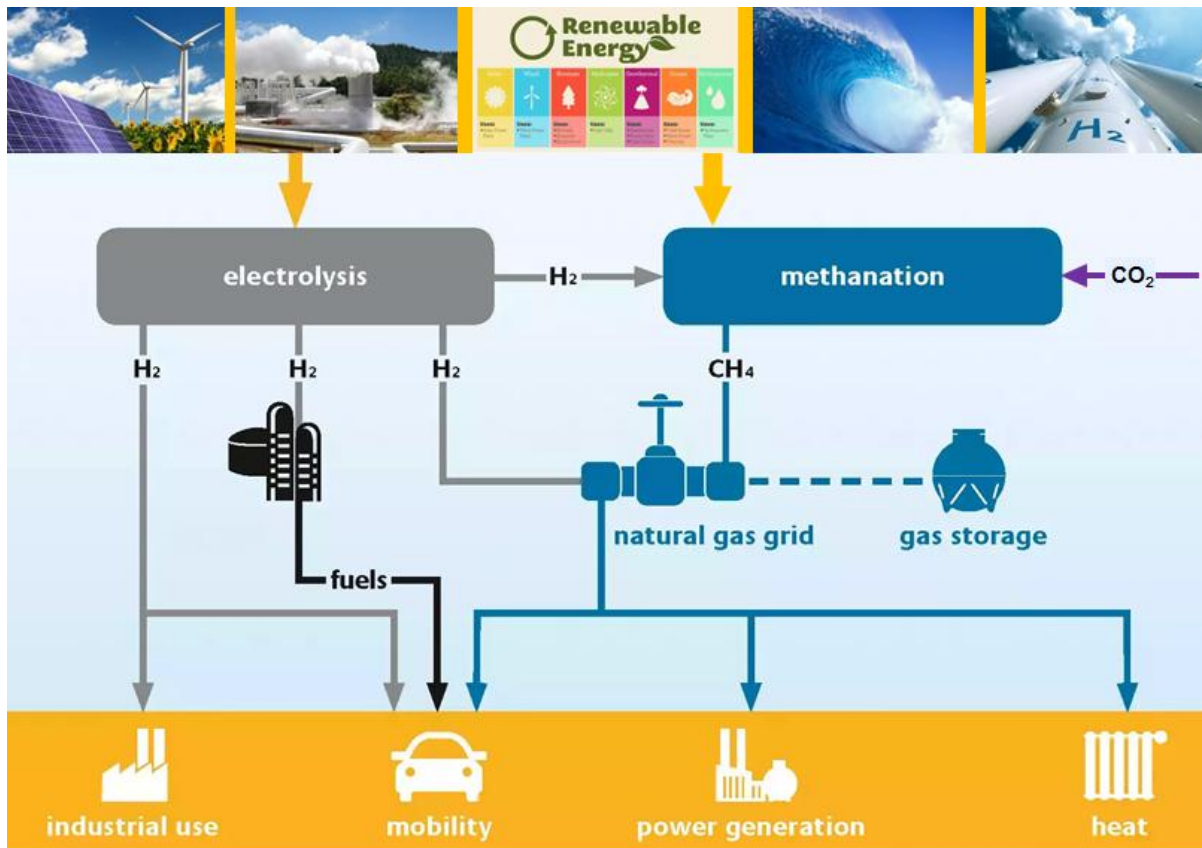 Renewable
Energy
H₂
electrolysis
H₂
methanation
CO₂
H₂
H₂
H₂
CH₄
natural gas grid
gas storage
fuels
industrial use
mobility
power generation
heat